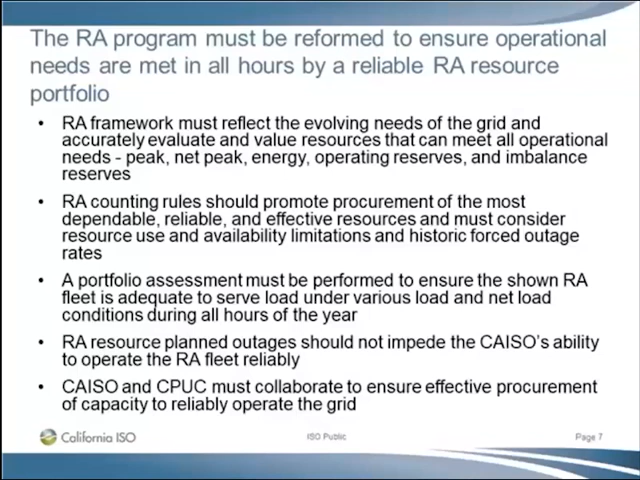 The RA program must be reformed to ensure operational
needs are met in all hours by a reliable RA resource
portfolio
• RA framework must reflect the evolving needs of the grid and
accurately evaluate and value resources that can meet all operational
needs - peak, net peak, energy, operating reserves, and imbalance
reserves
• RA counting rules should promote procurement of the most
dependable, reliable, and effective resources and must consider
resource use and availability limitations and historic forced outage
rates
• A portfolio assessment must be performed to ensure the shown RA
fleet is adequate to serve load under various load and net load
conditions during all hours of the year
• RA resource planned outages should not impede the CAISO's ability
to operate the RA fleet reliably
• CAISO and CPUC must collaborate to ensure effective procurement
of capacity to reliably operate the grid
California ISO
ISO Public
Page 7